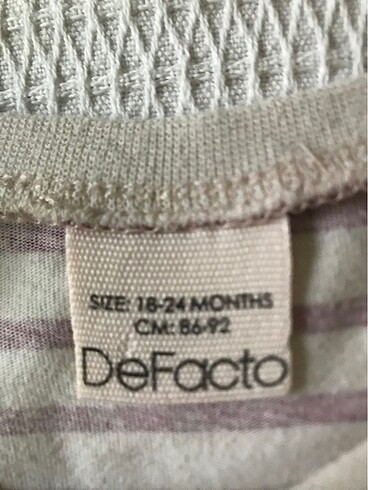 SIZE: 18-24 MONTHS
CM: 86-92
DeFacto